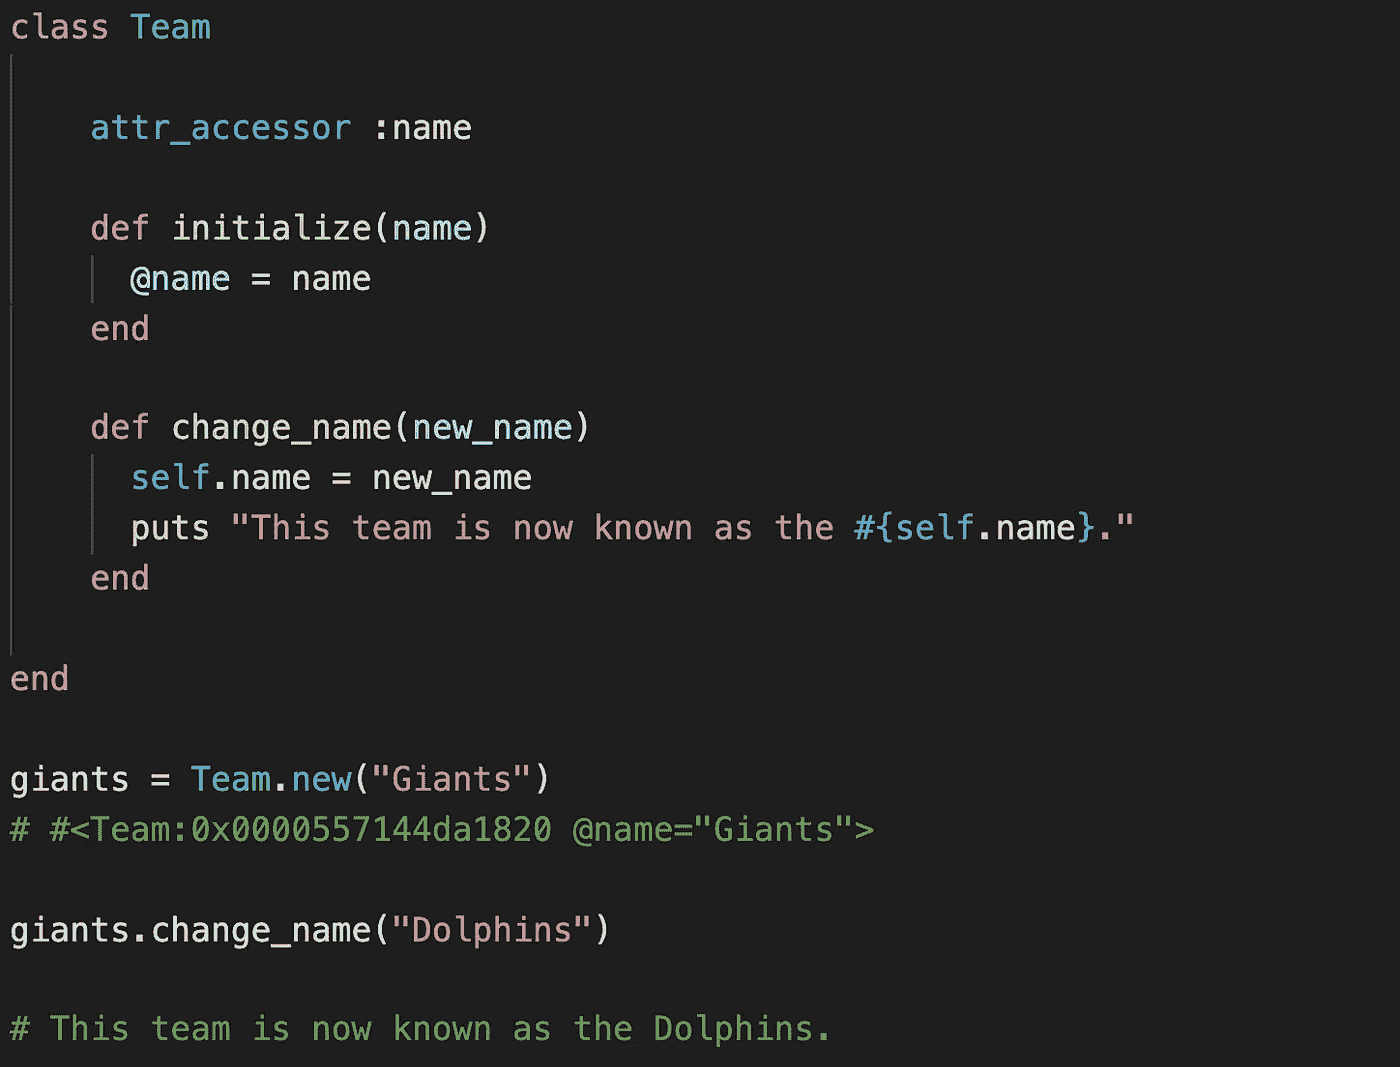 class Team
attr_accessor :name
def initialize(name)
@name = name
end
def change_name(new_name)
self.name = new_name
puts "This team is now known as the #{self.name}."
end
end
giants = Team.new("Giants")
# #<Team:0x0000557144da1820 @name="Giants">
giants.change_name("Dolphins")
# This team is now known as the Dolphins.